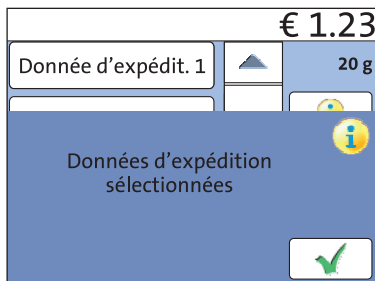 € 1.23
Donnée d'expédit. 1
20 g
Données d'expédition
sélectionnées